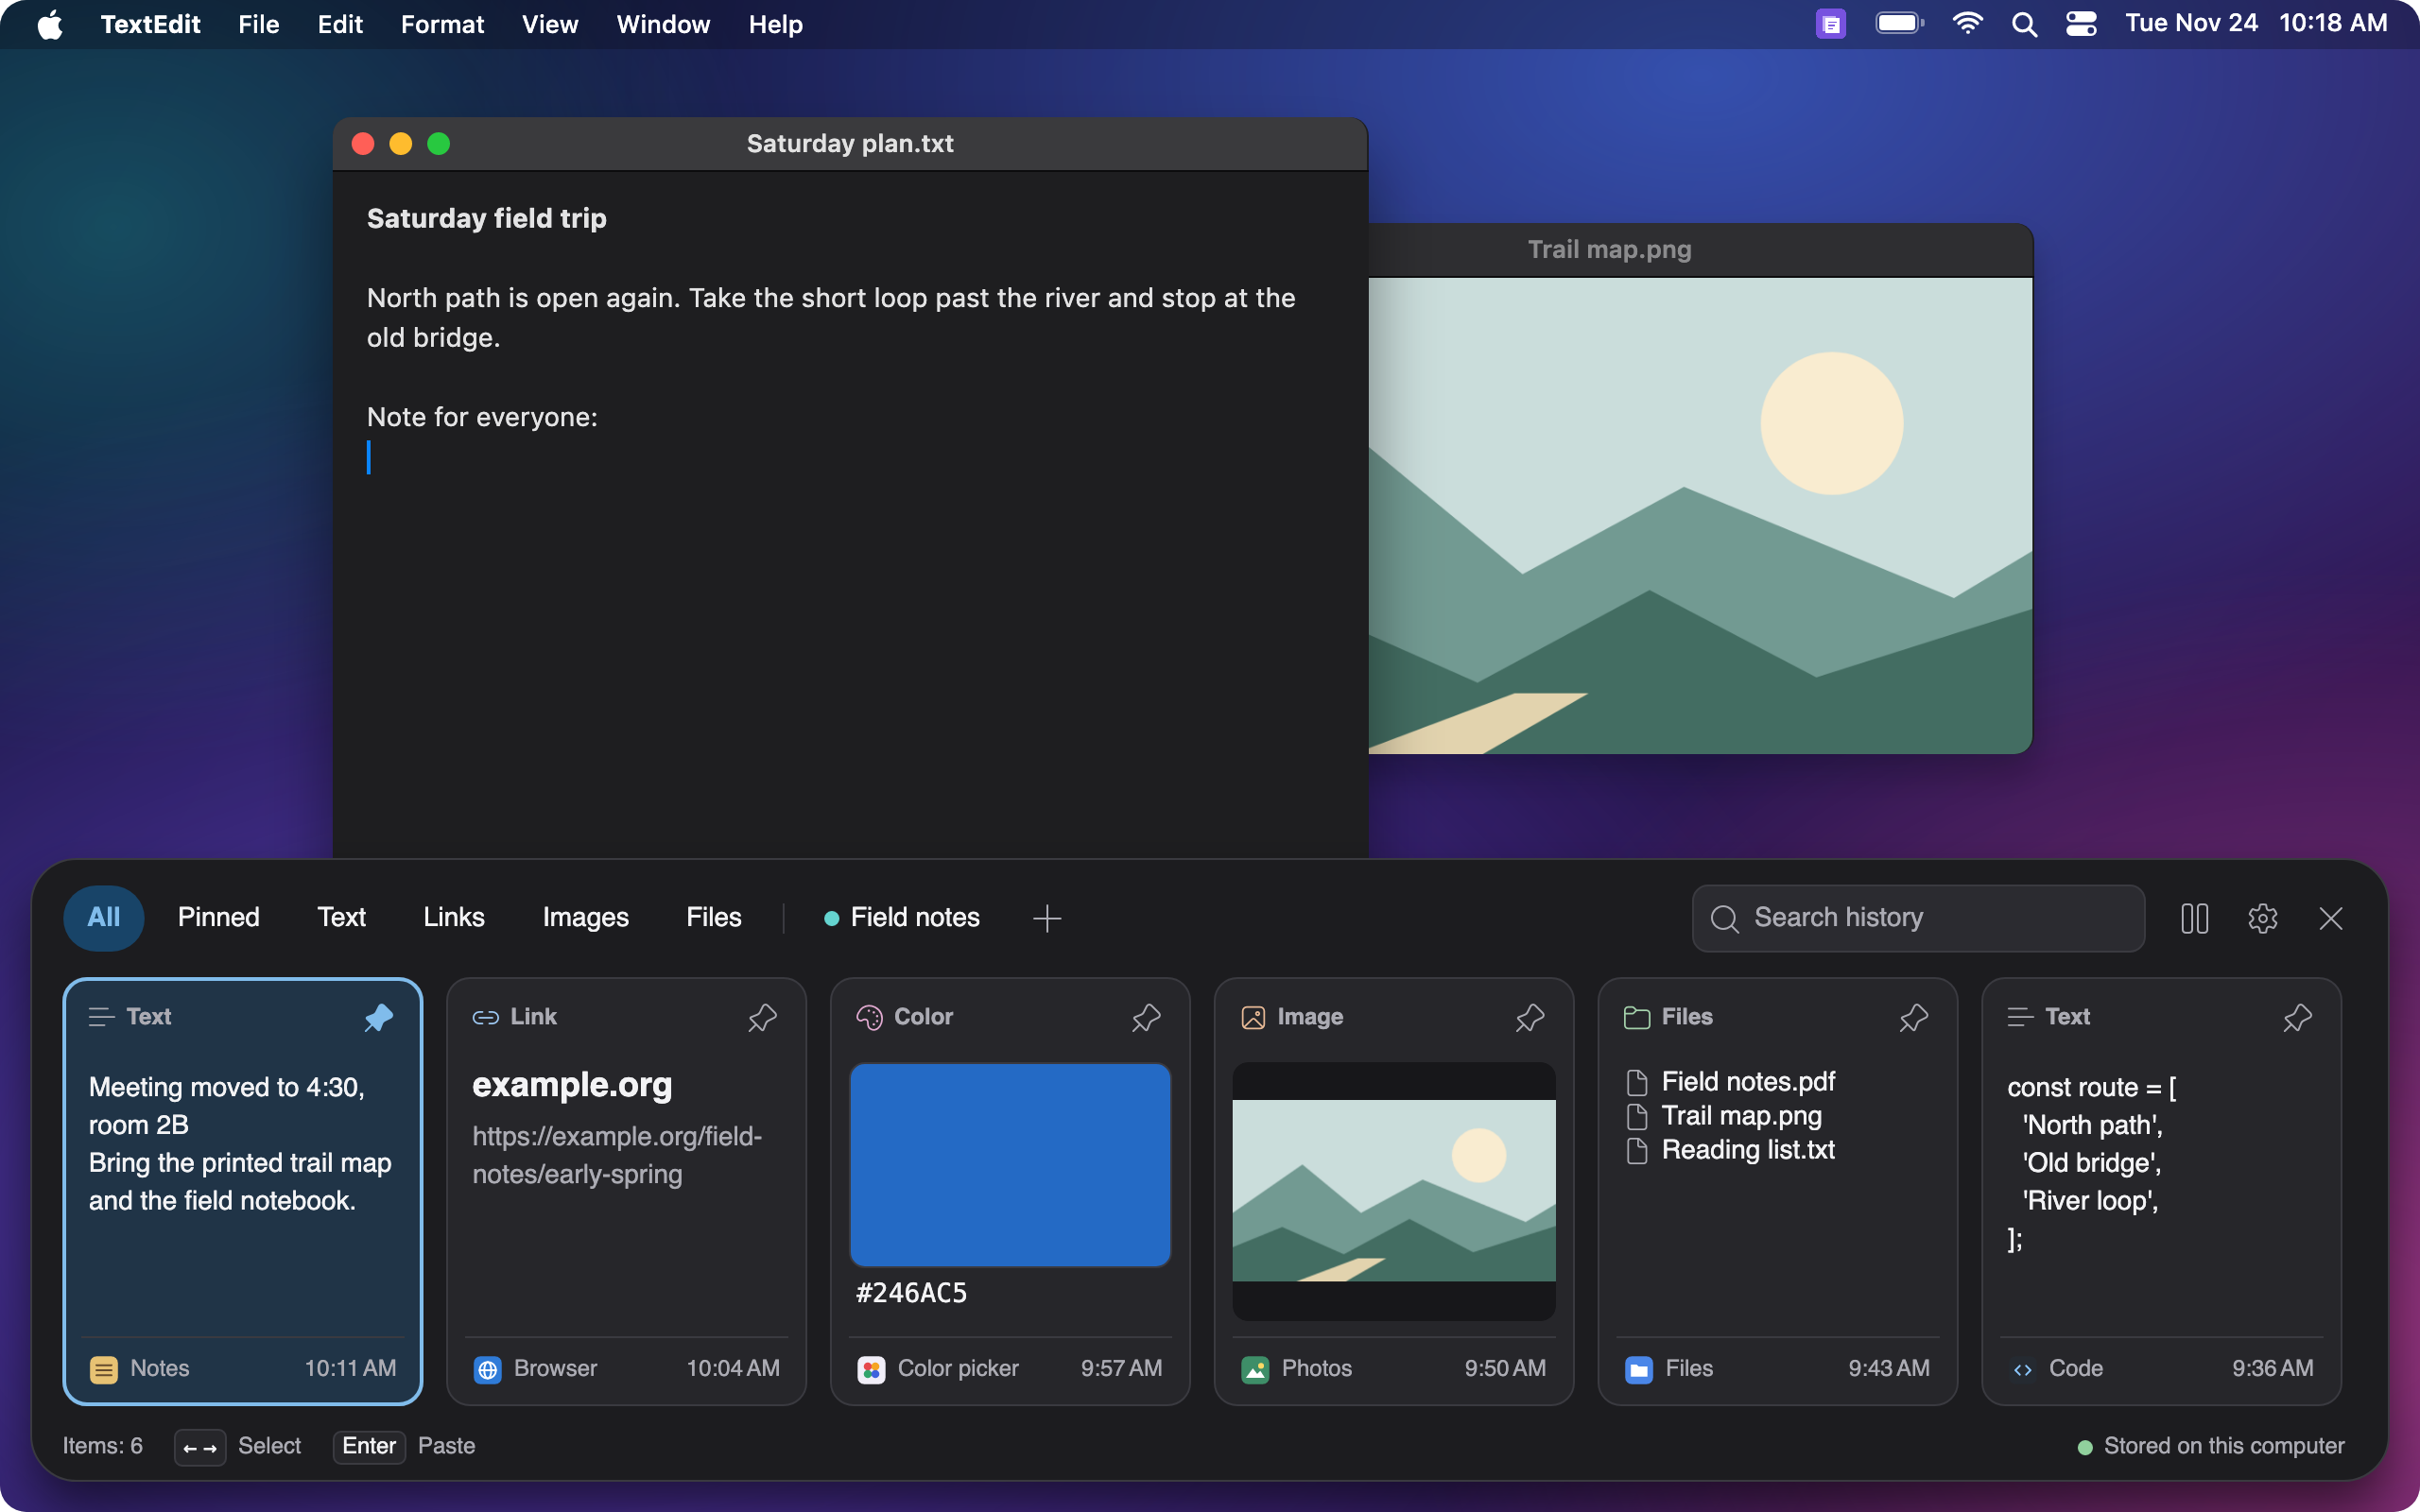 TextEdit File Edit Format View Window Help Tue Nov 24 10:18 AM
Saturday plan.txt
Saturday field trip
North path is open again. Take the short loop past the river and stop at the
old bridge.
Note for everyone:
Trail map.png
All Pinned Text Links Images Files Field notes Search history
Text
Meeting moved to 4:30,
room 2B
Bring the printed trail map
and the field notebook.
Notes 10:11 AM
Link
example.org
https://example.org/field-
notes/early-spring
Browser 10:04 AM
Color
#246AC5
Color picker 9:57 AM
Image
Photos 9:50 AM
Files
Field notes.pdf
Trail map.png
Reading list.txt
Files 9:43 AM
Text
const route = [
'North path',
'Old bridge',
'River loop',
];
Code 9:36 AM
Items: 6 ←→ Select Enter Paste Stored on this computer